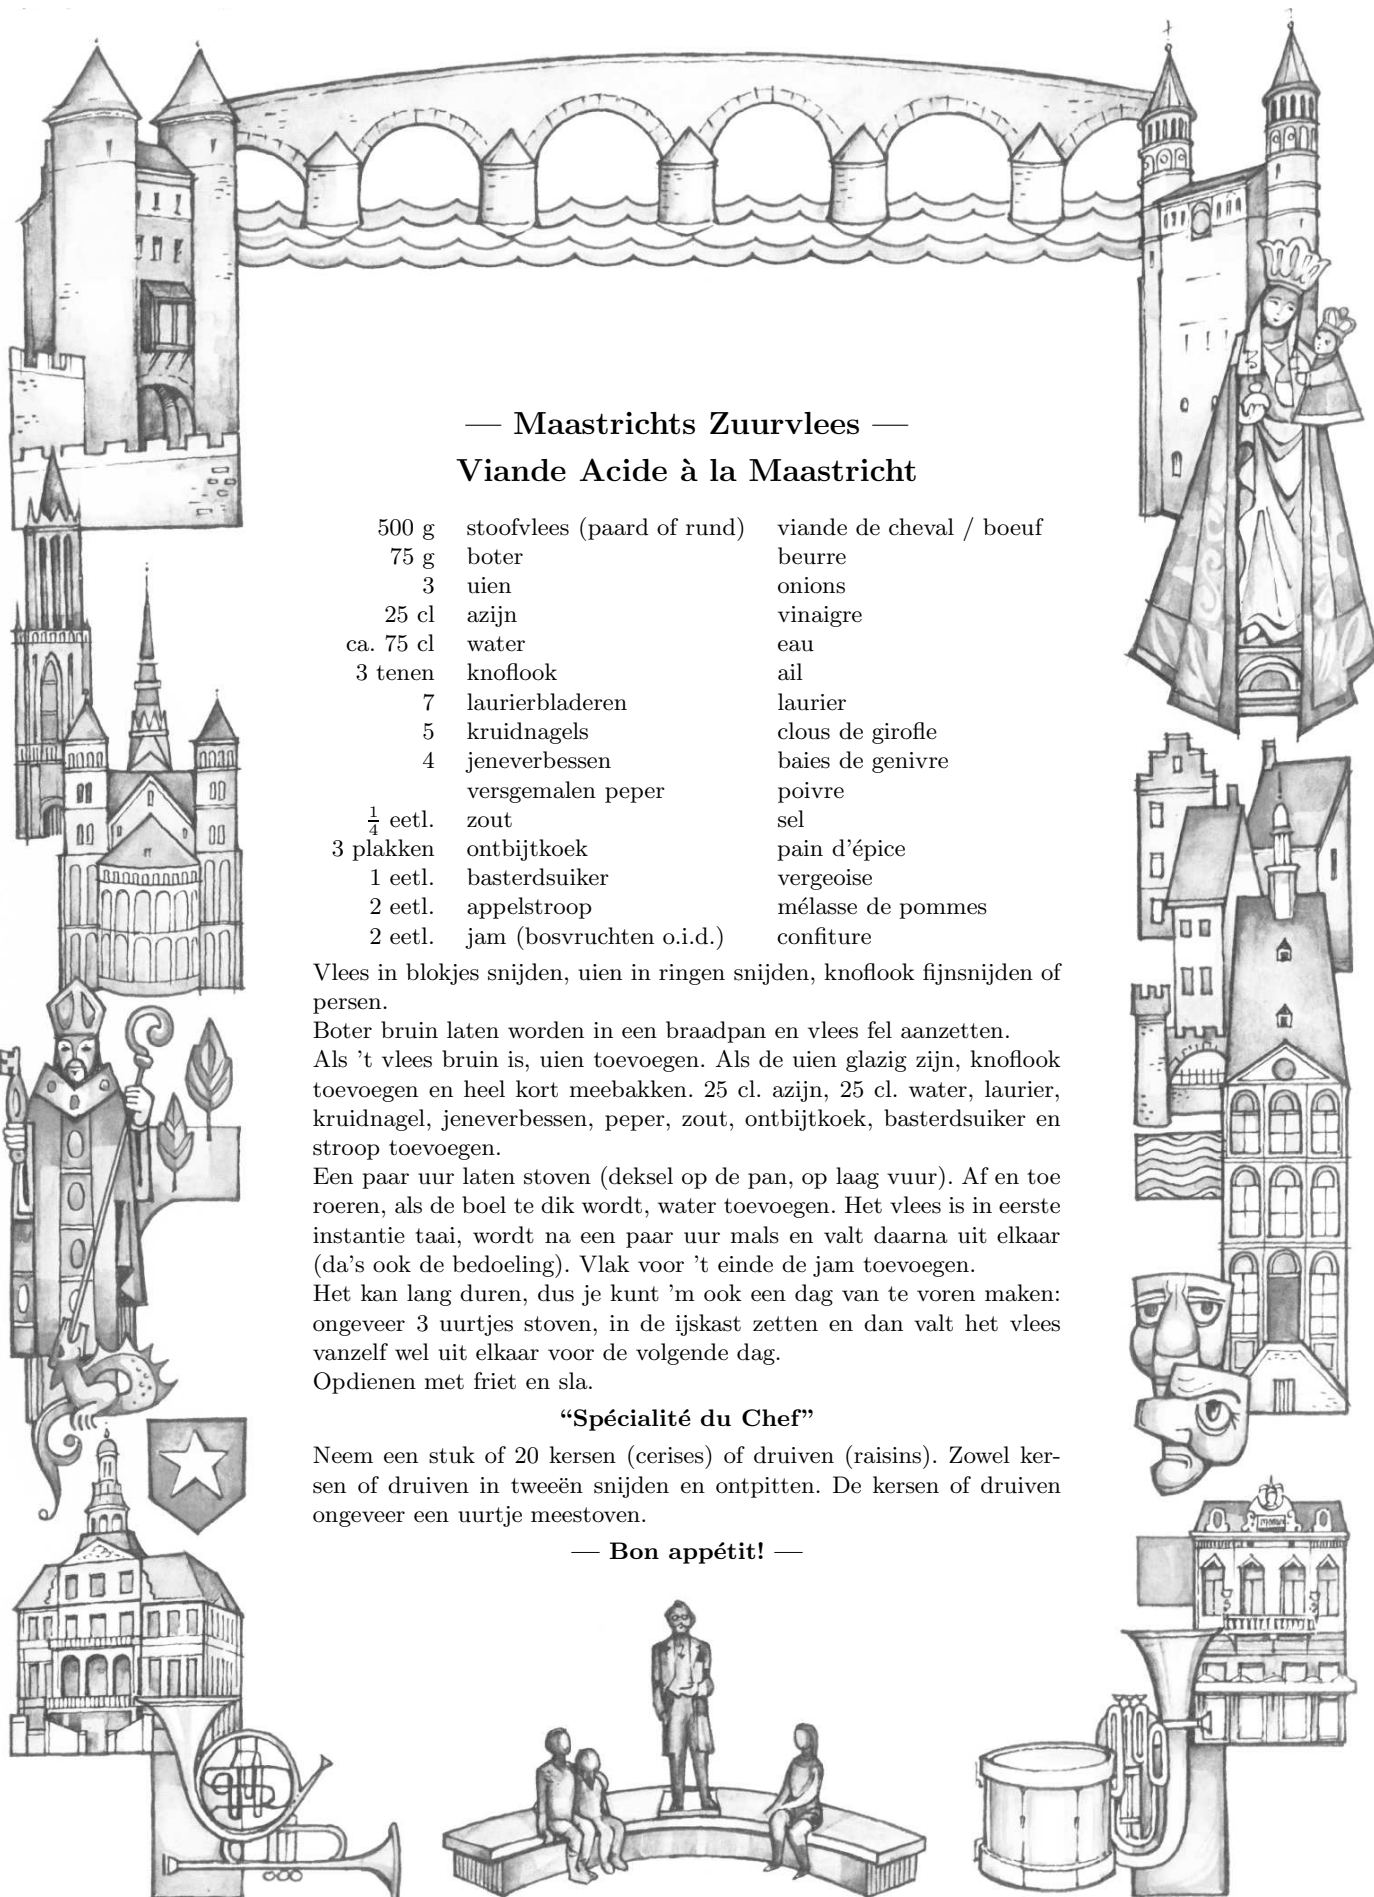 — Maastrichts Zuurvlees —
Viande Acide à la Maastricht
500 g stoofvlees (paard of rund) viande de cheval / boeuf
75 g boter beurre
3 uien onions
25 cl azijn vinaigre
ca. 75 cl water eau
3 tenen knoflook ail
7 laurierbladeren laurier
5 kruidnagels clous de girofle
4 jeneverbessen baies de genivre
versgemalen peper poivre
1/4 eetl. zout sel
3 plakken ontbijtkoek pain d'épice
1 eetl. basterdsuiker vergeoise
2 eetl. appelstroop mélasse de pommes
2 eetl. jam (bosvruchten o.i.d.) confiture
Vlees in blokjes snijden, uien in ringen snijden, knoflook fijnsnijden of
persen.
Boter bruin laten worden in een braadpan en vlees fel aanzetten.
Als 't vlees bruin is, uien toevoegen. Als de uien glazig zijn, knoflook
toevoegen en heel kort meebakken. 25 cl. azijn, 25 cl. water, laurier,
kruidnagel, jeneverbessen, peper, zout, ontbijtkoek, basterdsuiker en
stroop toevoegen.
Een paar uur laten stoven (deksel op de pan, op laag vuur). Af en toe
roeren, als de boel te dik wordt, water toevoegen. Het vlees is in eerste
instantie taai, wordt na een paar uur mals en valt daarna uit elkaar
(da's ook de bedoeling). Vlak voor 't einde de jam toevoegen.
Het kan lang duren, dus je kunt 'm ook een dag van te voren maken:
ongeveer 3 uurtjes stoven, in de ijskast zetten en dan valt het vlees
vanzelf wel uit elkaar voor de volgende dag.
Opdienen met friet en sla.
“Spécialité du Chef”
Neem een stuk of 20 kersen (cerises) of druiven (raisins). Zowel ker-
sen of druiven in tweeën snijden en ontpitten. De kersen of druiven
ongeveer een uurtje meestoven.
— Bon appétit! —